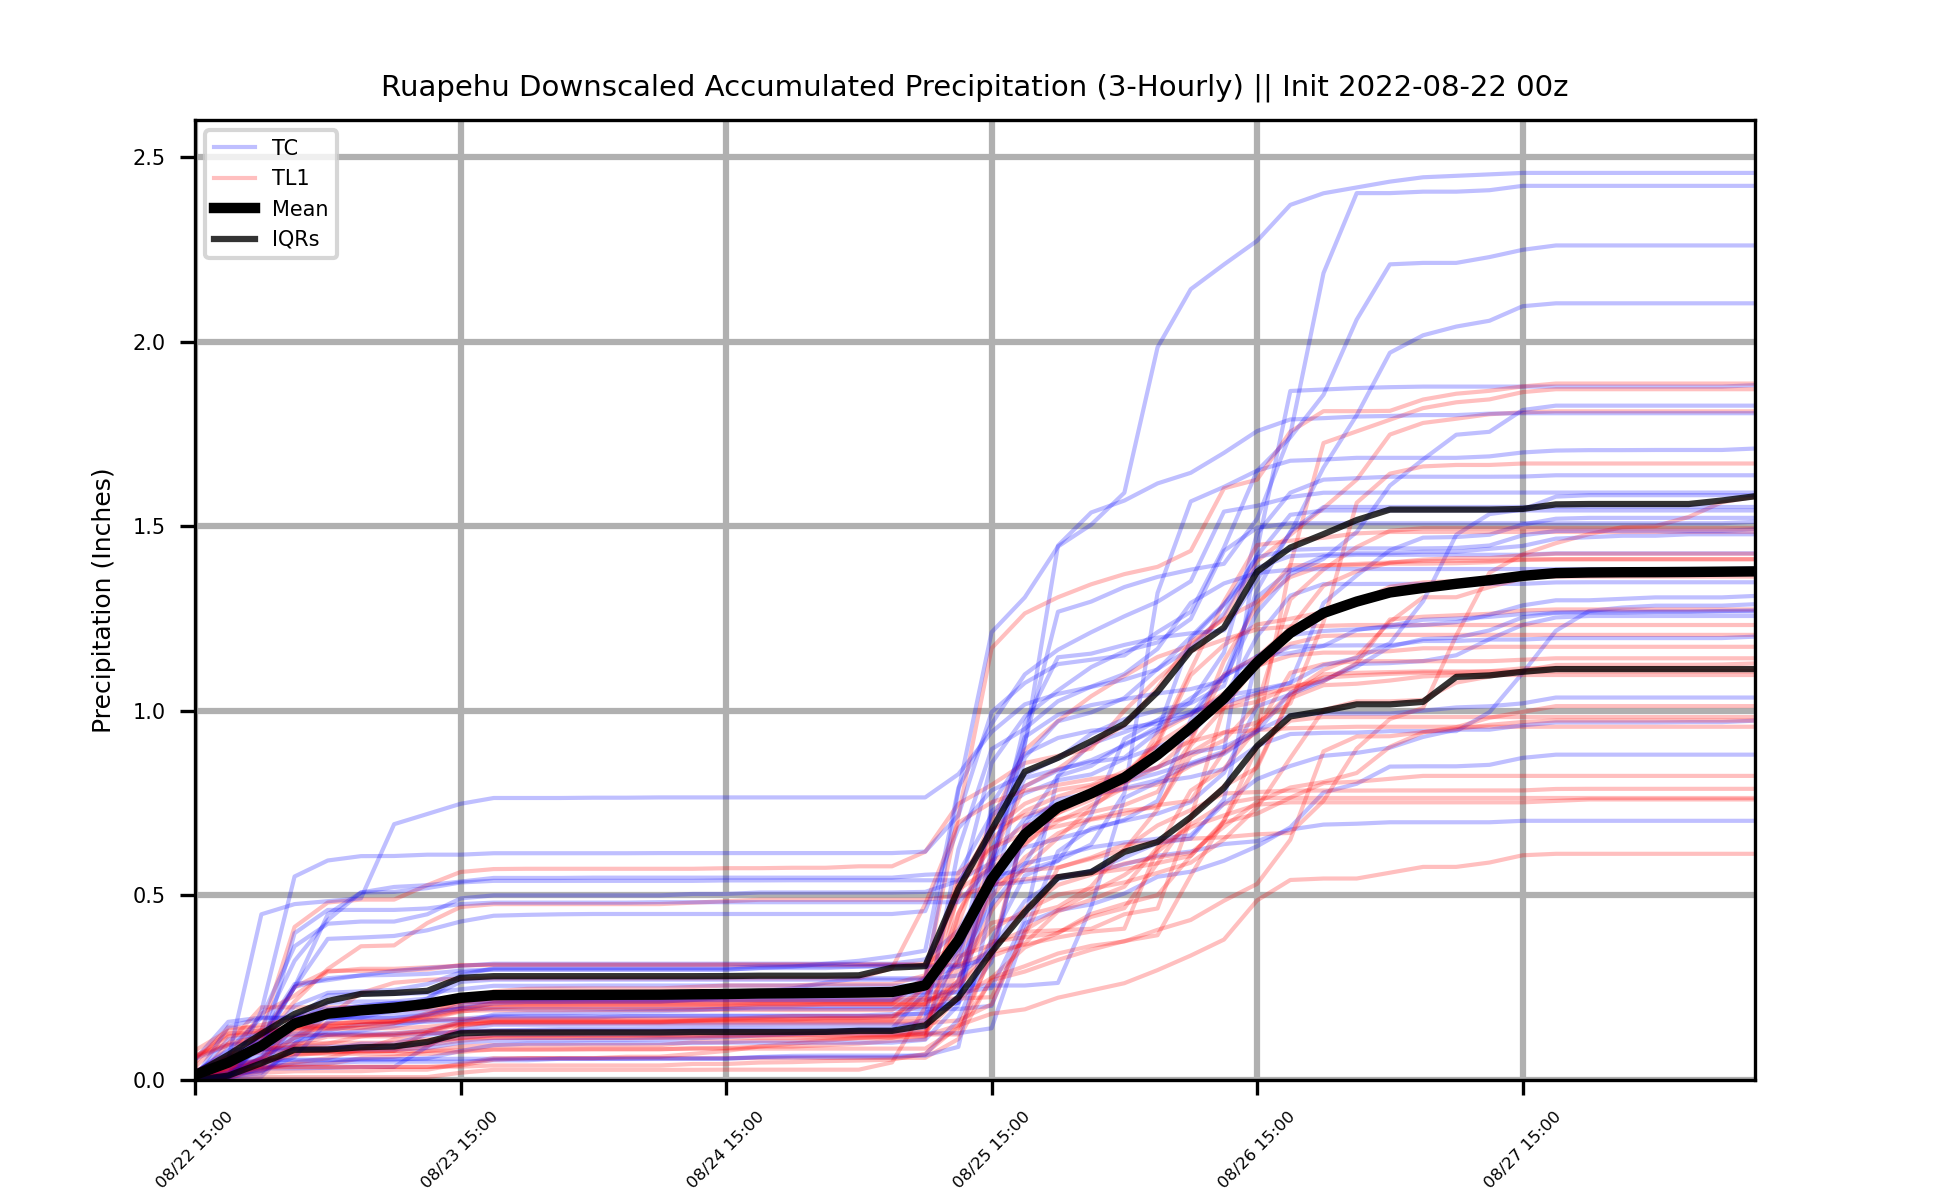 Ruapehu Downscaled Accumulated Precipitation (3-Hourly) || Init 2022-08-22 00z
TC
TL1
Mean
IQRs
Precipitation (Inches)
2.5
2.0
1.5
1.0
0.5
0.0
08/22 15:00
08/23 15:00
08/24 15:00
08/25 15:00
08/26 15:00
08/27 15:00